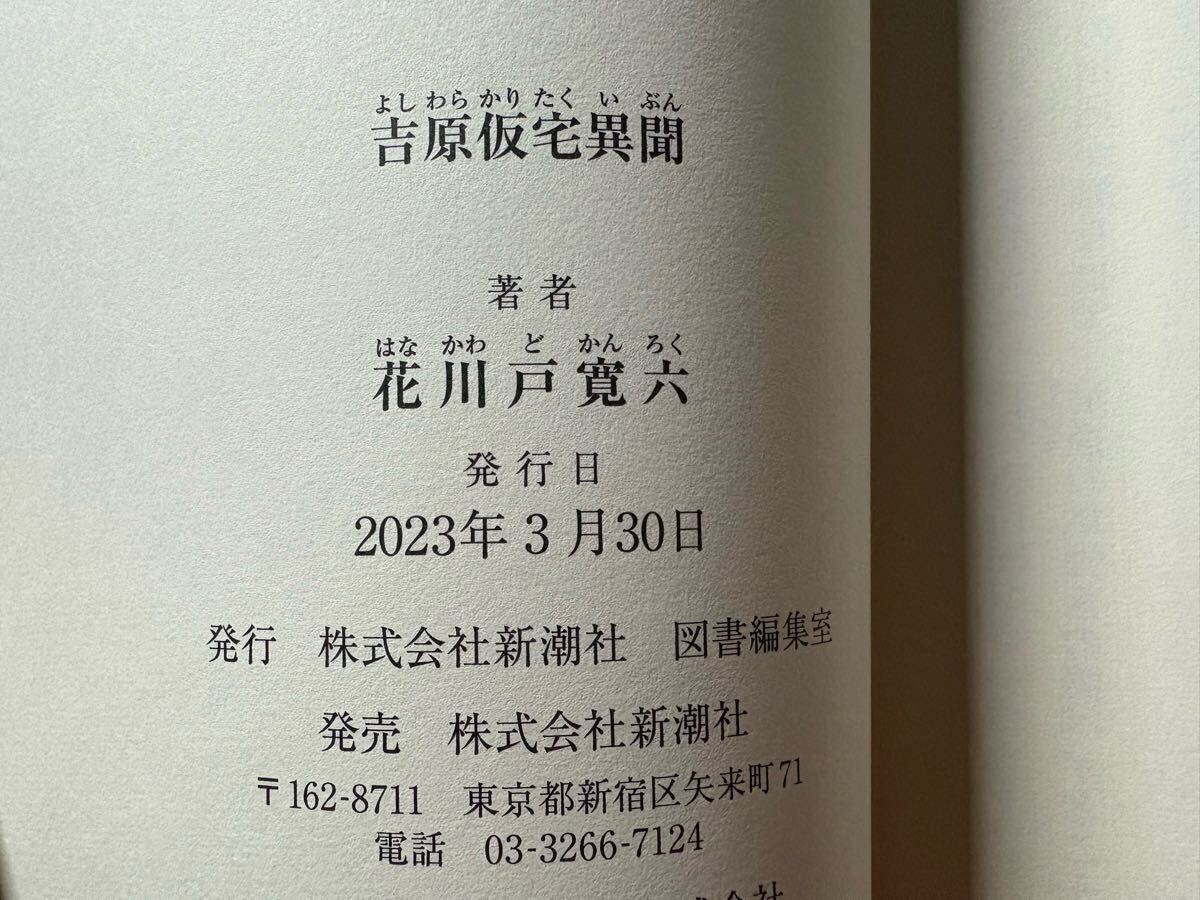 よしわらかりたくいぶん
吉原仮宅異聞
著者
はなかわどかんろく
花川戸寛六
発行日
2023年3月30日
発行 株式会社新潮社 図書編集室
発売 株式会社新潮社
〒162-8711 東京都新宿区矢来町71
電話 03-3266-7124
式会社